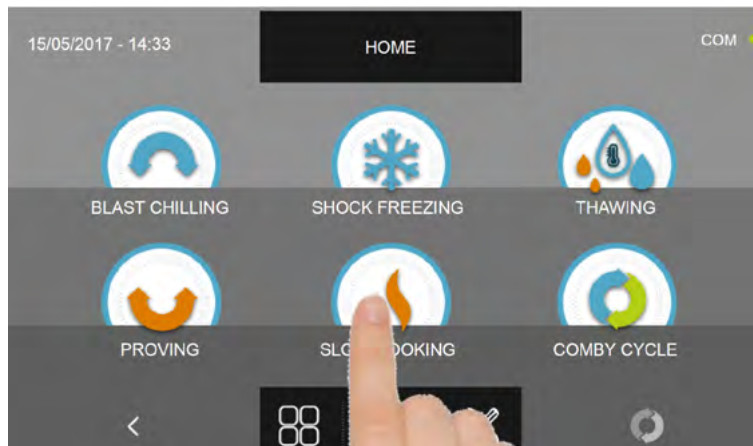 15/05/2017 - 14:33
HOME
COM
BLAST CHILLING
SHOCK FREEZING
THAWING
PROVING
COMBY CYCLE